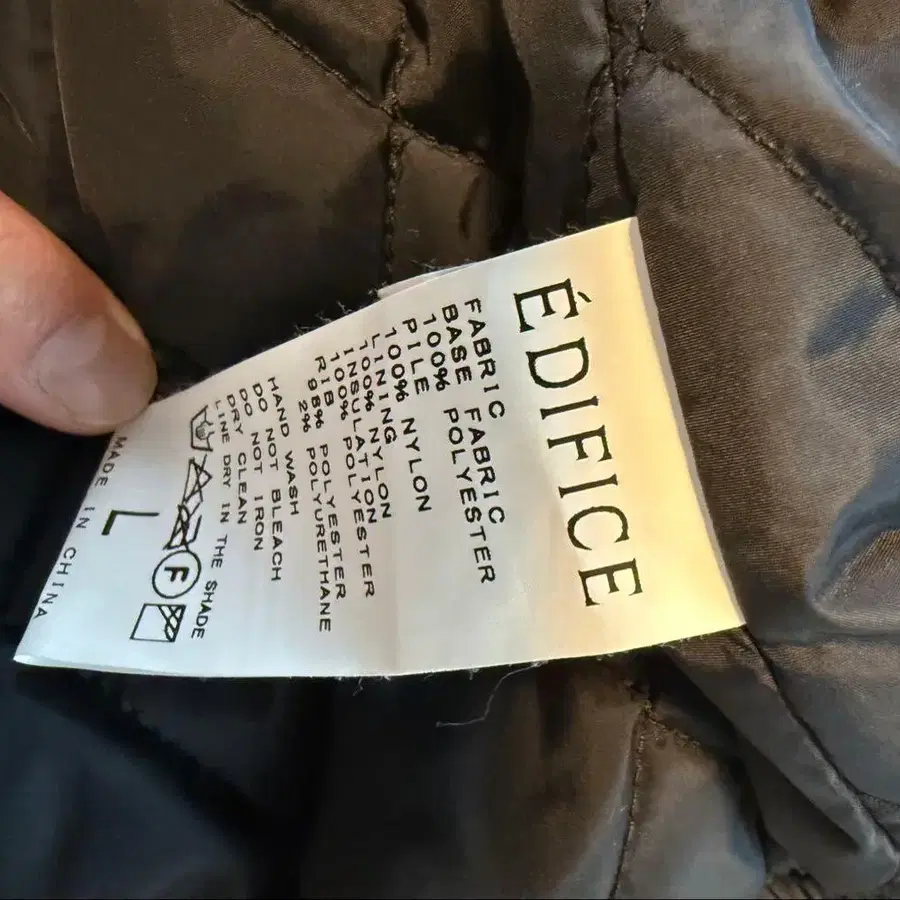 ÉDIFICE
FABRIC
BASE FABRIC
100% POLYESTER
PILE
100% NYLON
LINING
100% NYLON
INSULATION
100% POLYESTER
RIB
98% POLYESTER
2% POLYURETHANE
HAND WASH
DO NOT BLEACH
DO NOT IRON
DRY CLEAN
LINE DRY IN THE SHADE
F
L
MADE IN CHINA